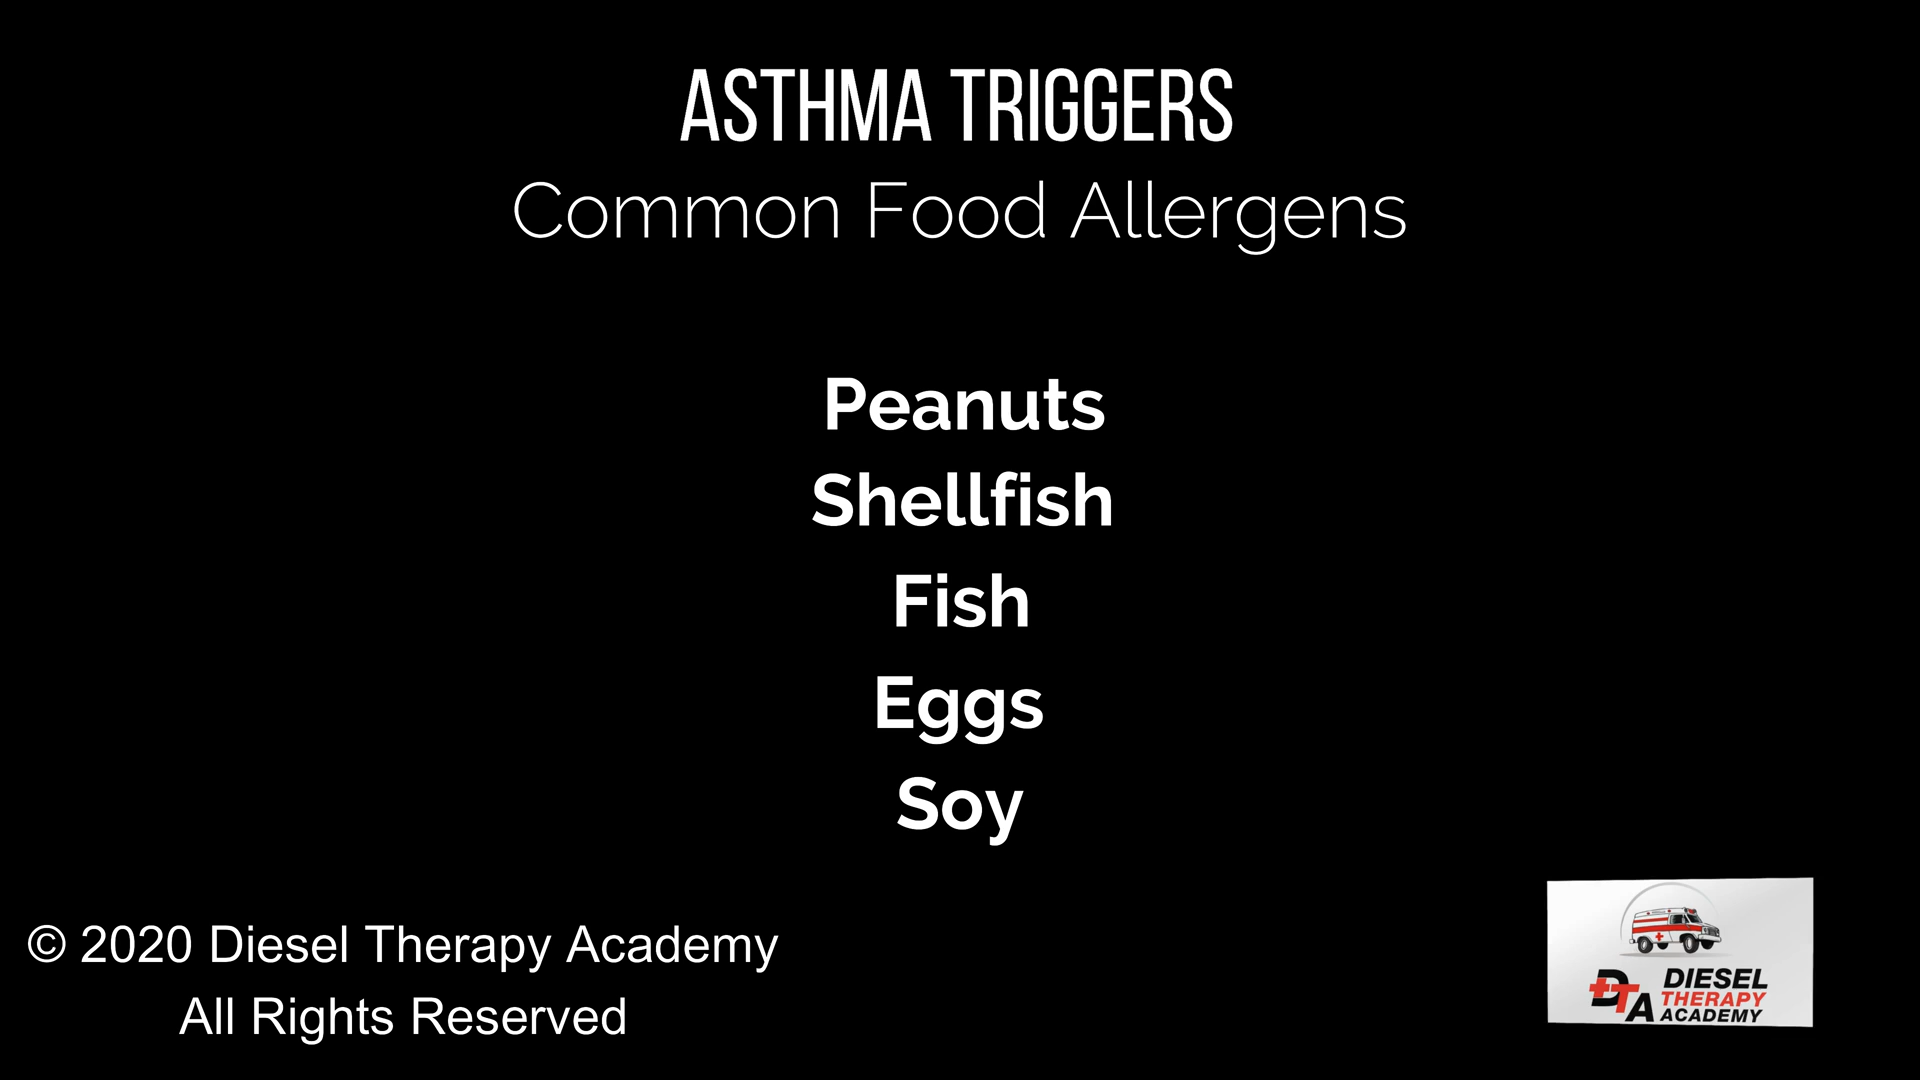 ASTHMA TRIGGERS
Common Food Allergens
Peanuts
Shellfish
Fish
Eggs
Soy
© 2020 Diesel Therapy Academy
All Rights Reserved
DTA DIESEL
THERAPY
ACADEMY